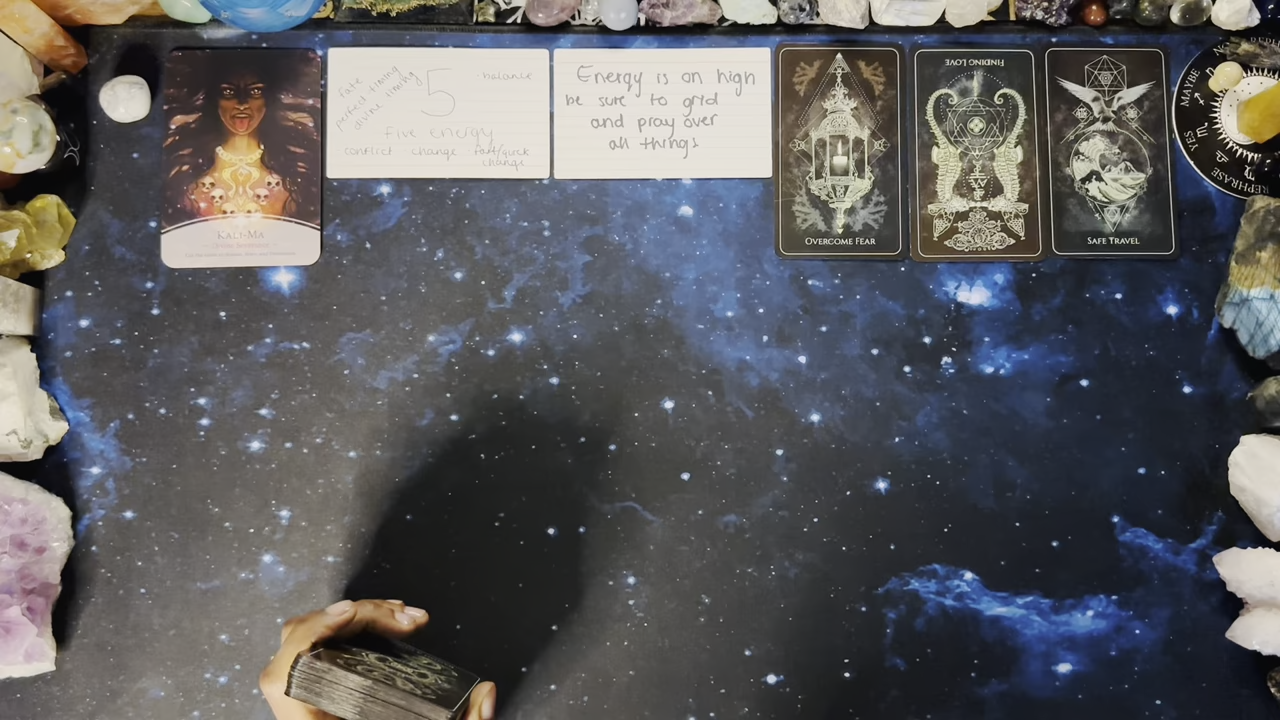 KALI-MA
fate
perfect timing
divine timing
5
· balance
Five Energy
conflict change · fast/quick
change
Energy is on high
be sure to grid
and pray over
all things
OVERCOME FEAR
FINDING LOVE
SAFE TRAVEL
MAYBE
YES
REPHRASE